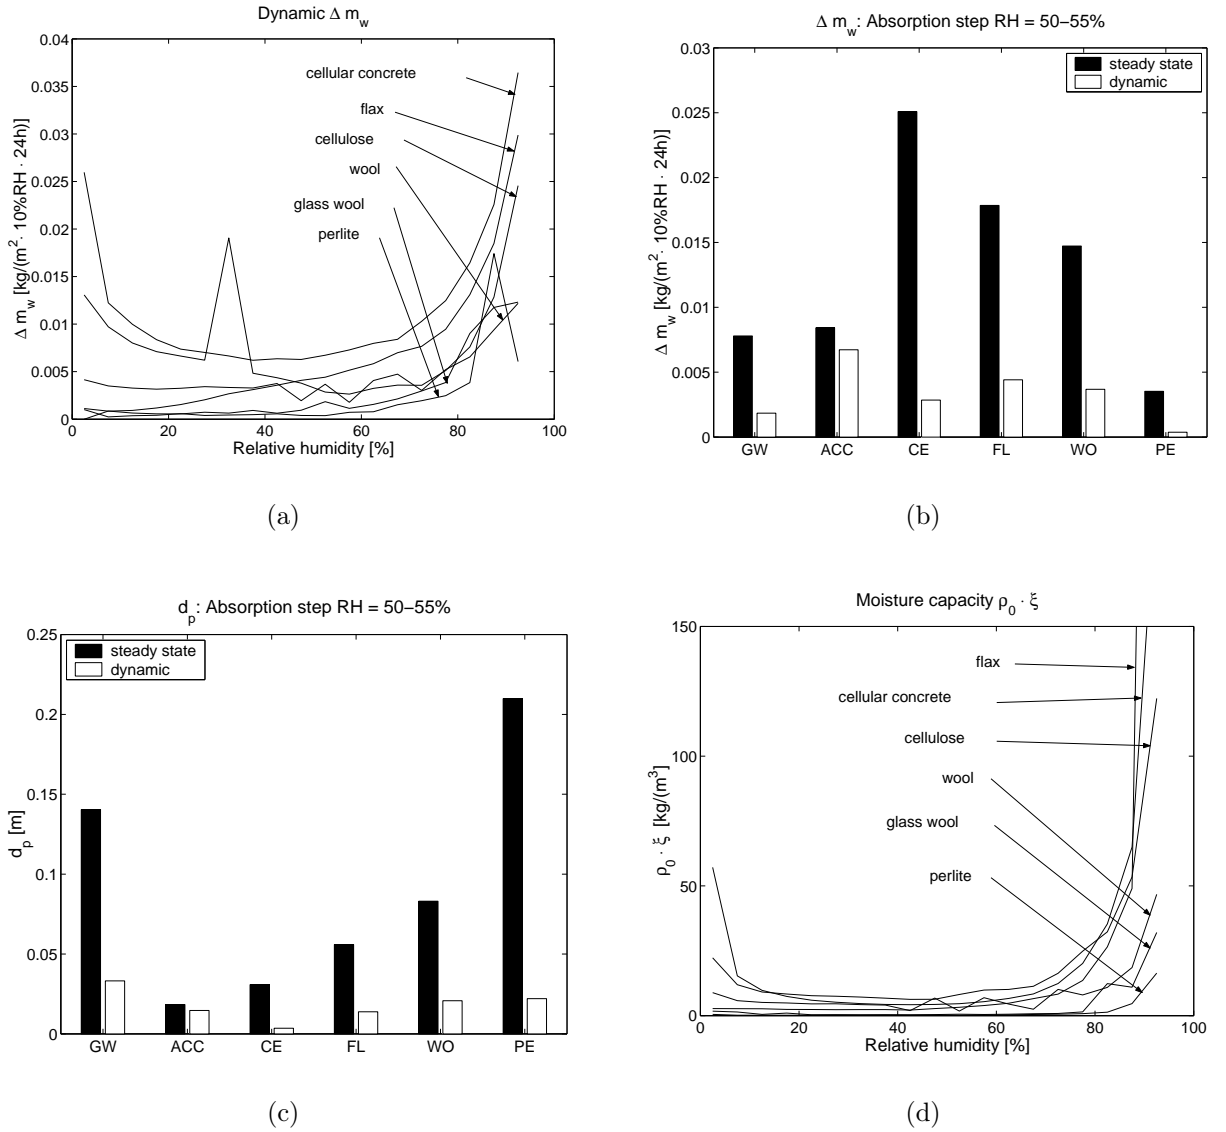 Dynamic Δ m_w
Δ m_w [kg/(m²· 10%RH · 24h)]
0.04
0.035
0.03
0.025
0.02
0.015
0.01
0.005
0
cellular concrete
flax
cellulose
wool
glass wool
perlite
0 20 40 60 80 100
Relative humidity [%]
(a)
Δ m_w: Absorption step RH = 50−55%
Δ m_w [kg/(m²· 10%RH · 24h)]
0.03
0.025
0.02
0.015
0.01
0.005
0
steady state
dynamic
GW ACC CE FL WO PE
(b)
d_p: Absorption step RH = 50−55%
d_p [m]
0.25
0.2
0.15
0.1
0.05
0
steady state
dynamic
GW ACC CE FL WO PE
(c)
Moisture capacity ρ₀ · ξ
ρ₀ · ξ [kg/(m³)]
150
100
50
0
flax
cellular concrete
cellulose
wool
glass wool
perlite
0 20 40 60 80 100
Relative humidity [%]
(d)